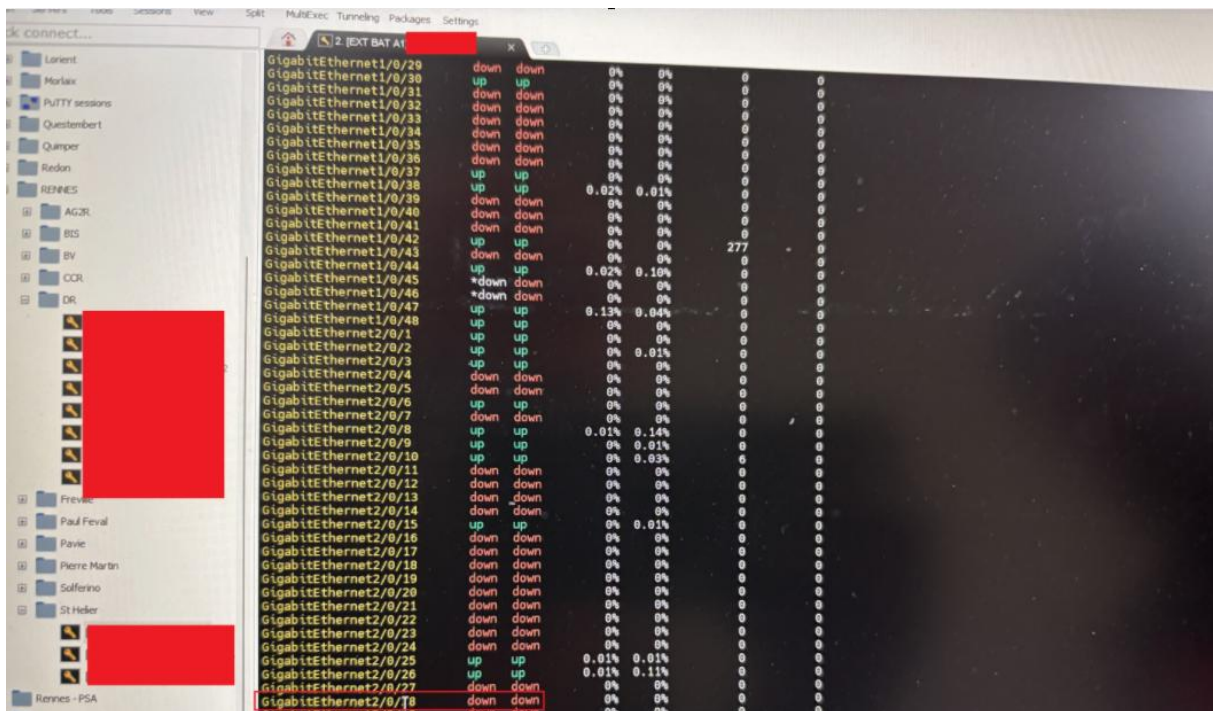 Servers Tools Sessions View Split MultiExec Tunneling Packages Settings
ck connect...
2. [EXT BAT A1
Lorient
Morlaix
PuTTY sessions
Questembert
Quimper
Redon
RENNES
AG2R
BIS
BV
CCR
DR
Freville
Paul Feval
Pavie
Pierre Martin
Solferino
St Helier
Rennes - PSA
GigabitEthernet1/0/29 down down 0% 0% 0 0
GigabitEthernet1/0/30 up up 0% 0% 0 0
GigabitEthernet1/0/31 down down 0% 0% 0 0
GigabitEthernet1/0/32 down down 0% 0% 0 0
GigabitEthernet1/0/33 down down 0% 0% 0 0
GigabitEthernet1/0/34 down down 0% 0% 0 0
GigabitEthernet1/0/35 down down 0% 0% 0 0
GigabitEthernet1/0/36 down down 0% 0% 0 0
GigabitEthernet1/0/37 up up 0% 0% 0 0
GigabitEthernet1/0/38 up up 0.02% 0.01% 0 0
GigabitEthernet1/0/39 down down 0% 0% 0 0
GigabitEthernet1/0/40 down down 0% 0% 0 0
GigabitEthernet1/0/41 down down 0% 0% 0 0
GigabitEthernet1/0/42 up up 0% 0% 277 0
GigabitEthernet1/0/43 down down 0% 0% 0 0
GigabitEthernet1/0/44 up up 0.02% 0.10% 0 0
GigabitEthernet1/0/45 *down down 0% 0% 0 0
GigabitEthernet1/0/46 *down down 0% 0% 0 0
GigabitEthernet1/0/47 up up 0.13% 0.04% 0 0
GigabitEthernet1/0/48 up up 0% 0% 0 0
GigabitEthernet2/0/1 up up 0% 0% 0 0
GigabitEthernet2/0/2 up up 0% 0.01% 0 0
GigabitEthernet2/0/3 up up 0% 0% 0 0
GigabitEthernet2/0/4 down down 0% 0% 0 0
GigabitEthernet2/0/5 down down 0% 0% 0 0
GigabitEthernet2/0/6 up up 0% 0% 0 0
GigabitEthernet2/0/7 down down 0% 0% 0 0
GigabitEthernet2/0/8 up up 0.01% 0.14% 0 0
GigabitEthernet2/0/9 up up 0% 0.01% 0 0
GigabitEthernet2/0/10 up up 0% 0.03% 6 0
GigabitEthernet2/0/11 down down 0% 0% 0 0
GigabitEthernet2/0/12 down down 0% 0% 0 0
GigabitEthernet2/0/13 down down 0% 0% 0 0
GigabitEthernet2/0/14 down down 0% 0% 0 0
GigabitEthernet2/0/15 up up 0% 0.01% 0 0
GigabitEthernet2/0/16 down down 0% 0% 0 0
GigabitEthernet2/0/17 down down 0% 0% 0 0
GigabitEthernet2/0/18 down down 0% 0% 0 0
GigabitEthernet2/0/19 down down 0% 0% 0 0
GigabitEthernet2/0/20 down down 0% 0% 0 0
GigabitEthernet2/0/21 down down 0% 0% 0 0
GigabitEthernet2/0/22 down down 0% 0% 0 0
GigabitEthernet2/0/23 down down 0% 0% 0 0
GigabitEthernet2/0/24 down down 0% 0% 0 0
GigabitEthernet2/0/25 up up 0.01% 0.01% 0 0
GigabitEthernet2/0/26 up up 0.01% 0.11% 0 0
GigabitEthernet2/0/27 down down 0% 0% 0 0
GigabitEthernet2/0/28 down down 0% 0% 0 0